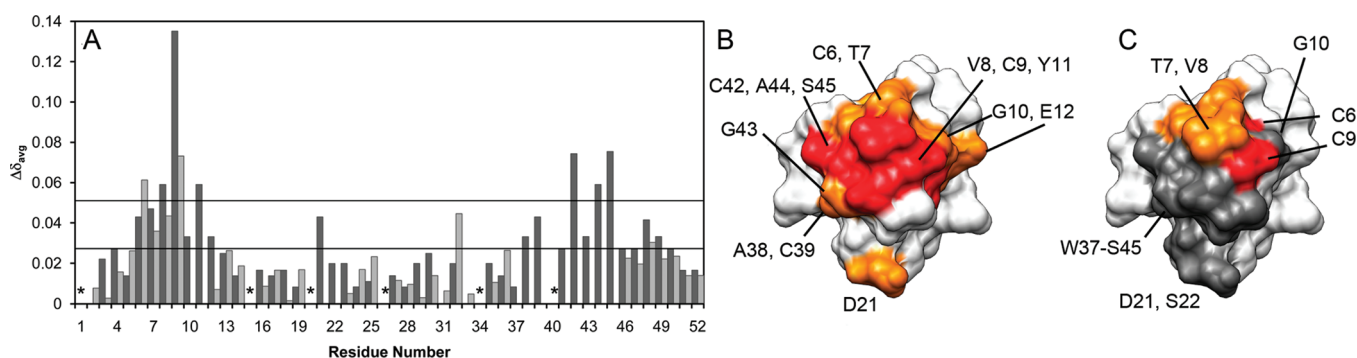 A
0.14
0.12
0.10
0.08
0.06
0.04
0.02
0
Δδavg
* * * * * *
1 4 7 10 13 16 19 22 25 28 31 34 37 40 43 46 49 52
Residue Number
B
C6, T7
V8, C9, Y11
C42, A44, S45
G10, E12
G43
A38, C39
D21
C
G10
T7, V8
C6
C9
W37-S45
D21, S22